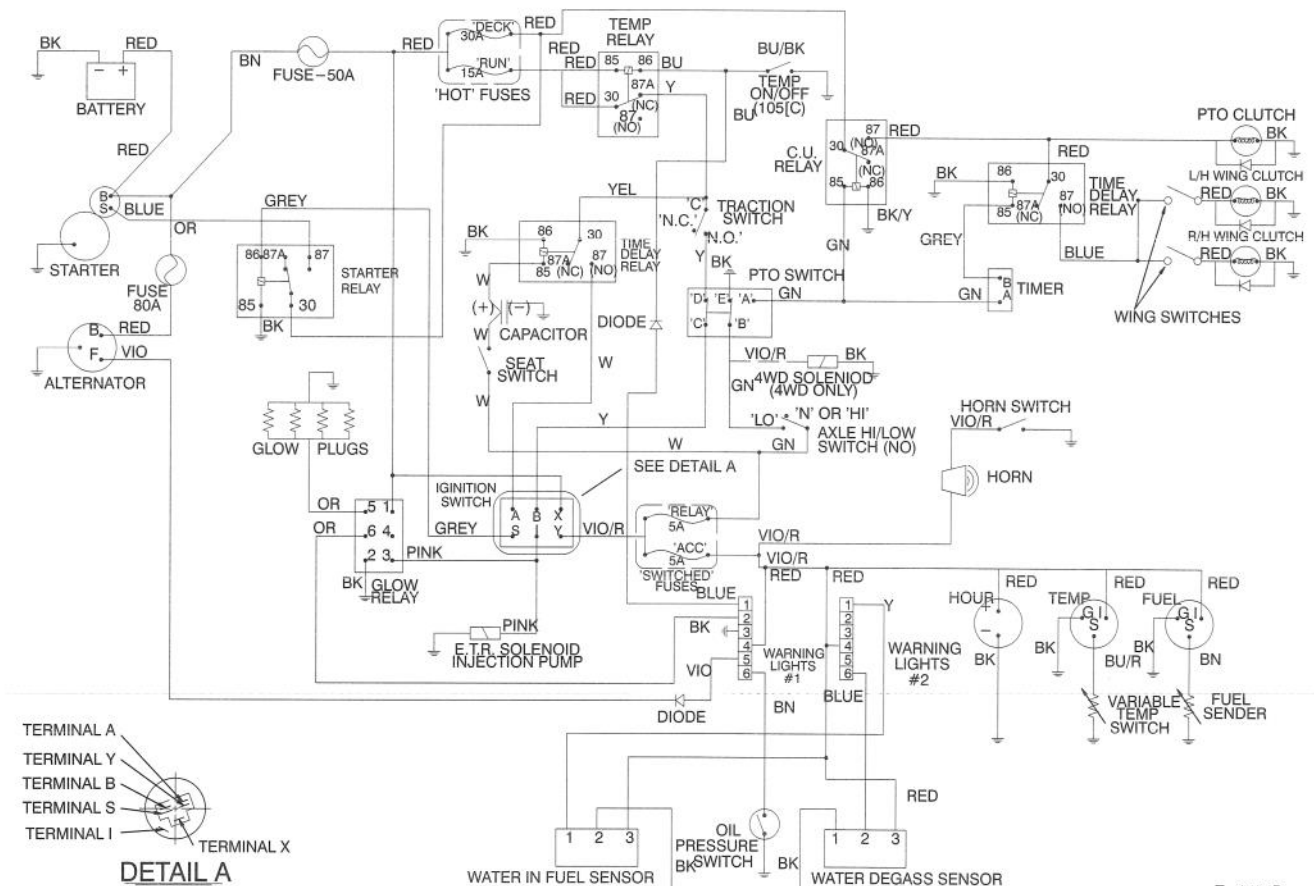 'DECK' RED
30A
TEMP RELAY
BK RED
BN
FUSE-50A
RED
RED
RED
85 86 BU
BU/BK
'RUN'
15A
87A
Y
30
(NC)
87
(NO)
RED
TEMP ON/OFF (105[C)
BATTERY
'HOT' FUSES
BU
PTO CLUTCH
BK
87
RED
30 (NO)
87A
(NC)
C.U. RELAY
85 86
RED
RED
B
S
BLUE
GREY
YEL
'C'
'N.C.'
TRACTION SWITCH
'N.O.'
BK/Y
BK
86 30
87
(NO)
87A
85 (NC)
TIME DELAY RELAY
L/H WING CLUTCH
RED BK
R/H WING CLUTCH
RED BK
OR
STARTER
86 87A 87
85 30
BK
STARTER RELAY
BK
86 30
87A 87
85 (NC) (NO)
TIME DELAY RELAY
Y
BK
GN
GREY
BLUE
FUSE 80A
W
PTO SWITCH
'D' 'E' 'A'
'C' 'B'
GN
GN
B
A
TIMER
WING SWITCHES
(+) (-)
CAPACITOR
W
DIODE
B RED
F VIO
ALTERNATOR
SEAT SWITCH
W
W
VIO/R BK
4WD SOLENIOD (4WD ONLY)
GN
GLOW PLUGS
Y
'LO' 'N' OR 'HI'
AXLE HI/LOW SWITCH (NO)
W GN
HORN SWITCH
VIO/R
HORN
SEE DETAIL A
IGNITION SWITCH
OR
5 1
OR
6 4
2 3
PINK
BK
GLOW RELAY
GREY
A B X
S Y
VIO/R
'RELAY'
5A
'ACC'
5A
'SWITCHED' FUSES
VIO/R
VIO/R
RED RED
PINK
E.T.R. SOLENOID INJECTION PUMP
BLUE
BK
VIO
1
2
3
4
5
6
WARNING LIGHTS #1
1
2
3
4
5
6
Y
WARNING LIGHTS #2
BLUE
BN
HOUR RED
+
-
BK
TEMP RED
G I
S
BK
BU/R
VARIABLE TEMP SWITCH
FUEL RED
G I
S
BK
BN
FUEL SENDER
DIODE
TERMINAL A
TERMINAL Y
TERMINAL B
TERMINAL S
TERMINAL I
TERMINAL X
DETAIL A
1 2 3
WATER IN FUEL SENSOR
BK
OIL PRESSURE SWITCH
BK
RED
1 2 3
WATER DEGASS SENSOR